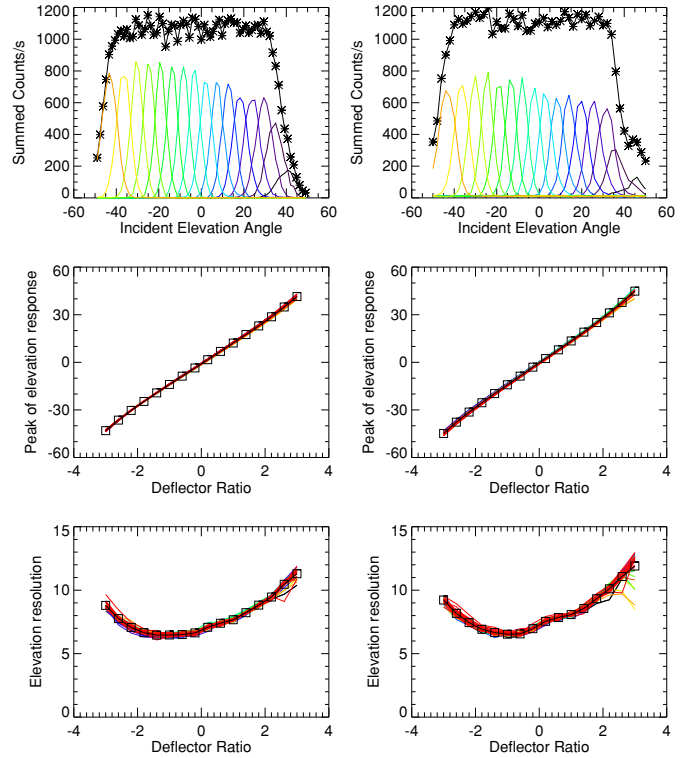 1200
1000
800
600
400
200
0
Summed Counts/s
-60 -40 -20 0 20 40 60
Incident Elevation Angle
1200
1000
800
600
400
200
0
Summed Counts/s
-60 -40 -20 0 20 40 60
Incident Elevation Angle
60
30
0
-30
-60
Peak of elevation response
-4 -2 0 2 4
Deflector Ratio
60
30
0
-30
-60
Peak of elevation response
-4 -2 0 2 4
Deflector Ratio
15
10
5
0
Elevation resolution
-4 -2 0 2 4
Deflector Ratio
15
10
5
0
Elevation resolution
-4 -2 0 2 4
Deflector Ratio